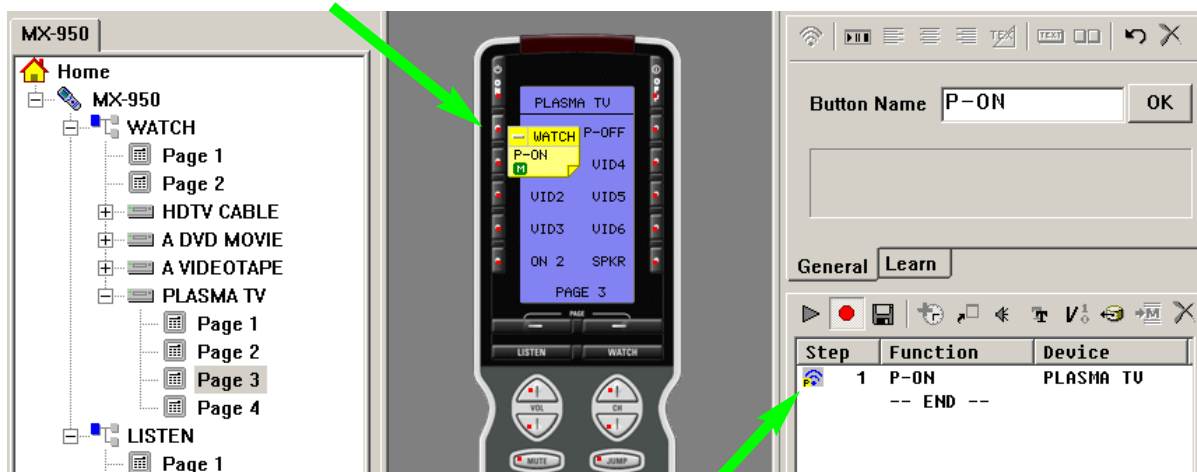 MX-950
Home
MX-950
WATCH
Page 1
Page 2
HDTV CABLE
A DVD MOVIE
A VIDEOTAPE
PLASMA TV
Page 1
Page 2
Page 3
Page 4
LISTEN
Page 1
ON
OFF
PLASMA TV
WATCH P-OFF
P-ON
M
VID4
VID2 VID5
VID3 VID6
ON 2 SPKR
PAGE 3
PAGE
LISTEN WATCH
VOL CH
MUTE JUMP
TEXT
Button Name P-ON OK
General Learn
Step Function Device
1 P-ON PLASMA TV
-- END --